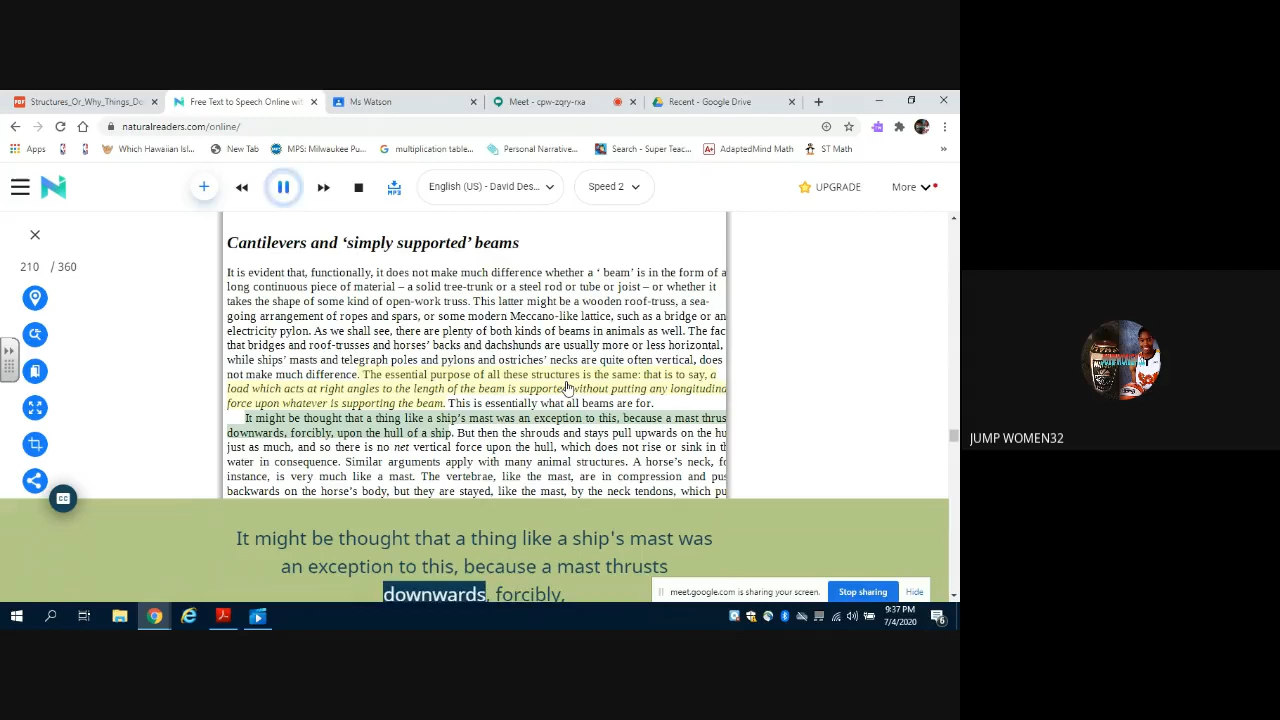 Structures_Or_Why_Things_Do
Free Text to Speech Online wit
Ms Watson
Meet - cpw-zqry-rxa
Recent - Google Drive
naturalreaders.com/online/
Apps
Which Hawaiian Isl...
New Tab
MPS: Milwaukee Pu...
multiplication table...
Personal Narrative...
Search - Super Teac...
AdaptedMind Math
ST Math
MP3
English (US) - David Des...
Speed 2
UPGRADE
More
210 / 360
Cantilevers and ‘simply supported’ beams
It is evident that, functionally, it does not make much difference whether a ‘ beam’ is in the form of a
long continuous piece of material – a solid tree-trunk or a steel rod or tube or joist – or whether it
takes the shape of some kind of open-work truss. This latter might be a wooden roof-truss, a sea-
going arrangement of ropes and spars, or some modern Meccano-like lattice, such as a bridge or an
electricity pylon. As we shall see, there are plenty of both kinds of beams in animals as well. The fac
that bridges and roof-trusses and horses’ backs and dachshunds are usually more or less horizontal,
while ships’ masts and telegraph poles and pylons and ostriches’ necks are quite often vertical, does
not make much difference. The essential purpose of all these structures is the same: that is to say, a
load which acts at right angles to the length of the beam is supported without putting any longitudina
force upon whatever is supporting the beam. This is essentially what all beams are for.
It might be thought that a thing like a ship’s mast was an exception to this, because a mast thrus
downwards, forcibly, upon the hull of a ship. But then the shrouds and stays pull upwards on the hu
just as much, and so there is no net vertical force upon the hull, which does not rise or sink in th
water in consequence. Similar arguments apply with many animal structures. A horse’s neck, fo
instance, is very much like a mast. The vertebrae, like the mast, are in compression and pus
backwards on the horse’s body, but they are stayed, like the mast, by the neck tendons, which pu
CC
It might be thought that a thing like a ship's mast was
an exception to this, because a mast thrusts
downwards, forcibly,
meet.google.com is sharing your screen.
Stop sharing
Hide
9:37 PM
7/4/2020
6
JUMP WOMEN32